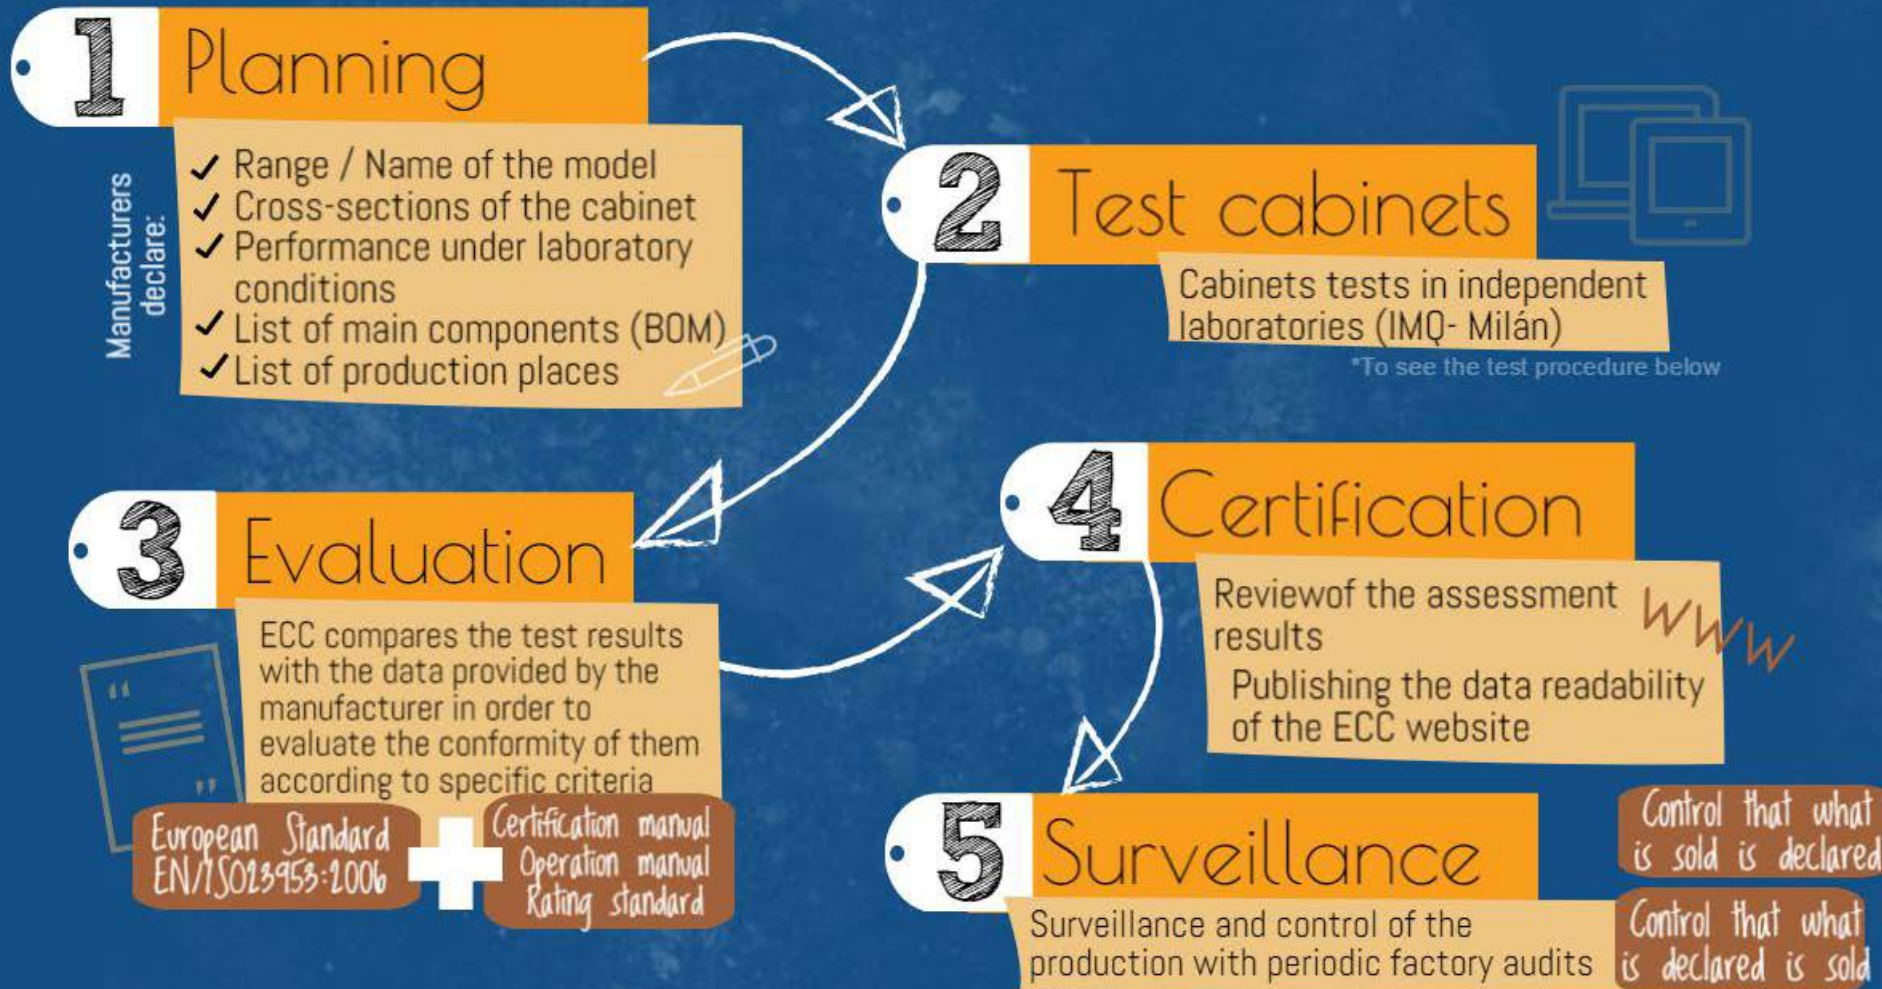 1 Planning
Manufacturers
declare:
✓ Range / Name of the model
✓ Cross-sections of the cabinet
✓ Performance under laboratory
conditions
✓ List of main components (BOM)
✓ List of production places
2 Test cabinets
Cabinets tests in independent
laboratories (IMQ- Milán)
*To see the test procedure below
3 Evaluation
ECC compares the test results
with the data provided by the
manufacturer in order to
evaluate the conformity of them
according to specific criteria
European Standard
EN/ISO23953:2006
Certification manual
Operation manual
Rating standard
4 Certification
Reviewof the assessment
results
Publishing the data readability
of the ECC website
WWW
5 Surveillance
Surveillance and control of the
production with periodic factory audits
Control that what
is sold is declared
Control that what
is declared is sold